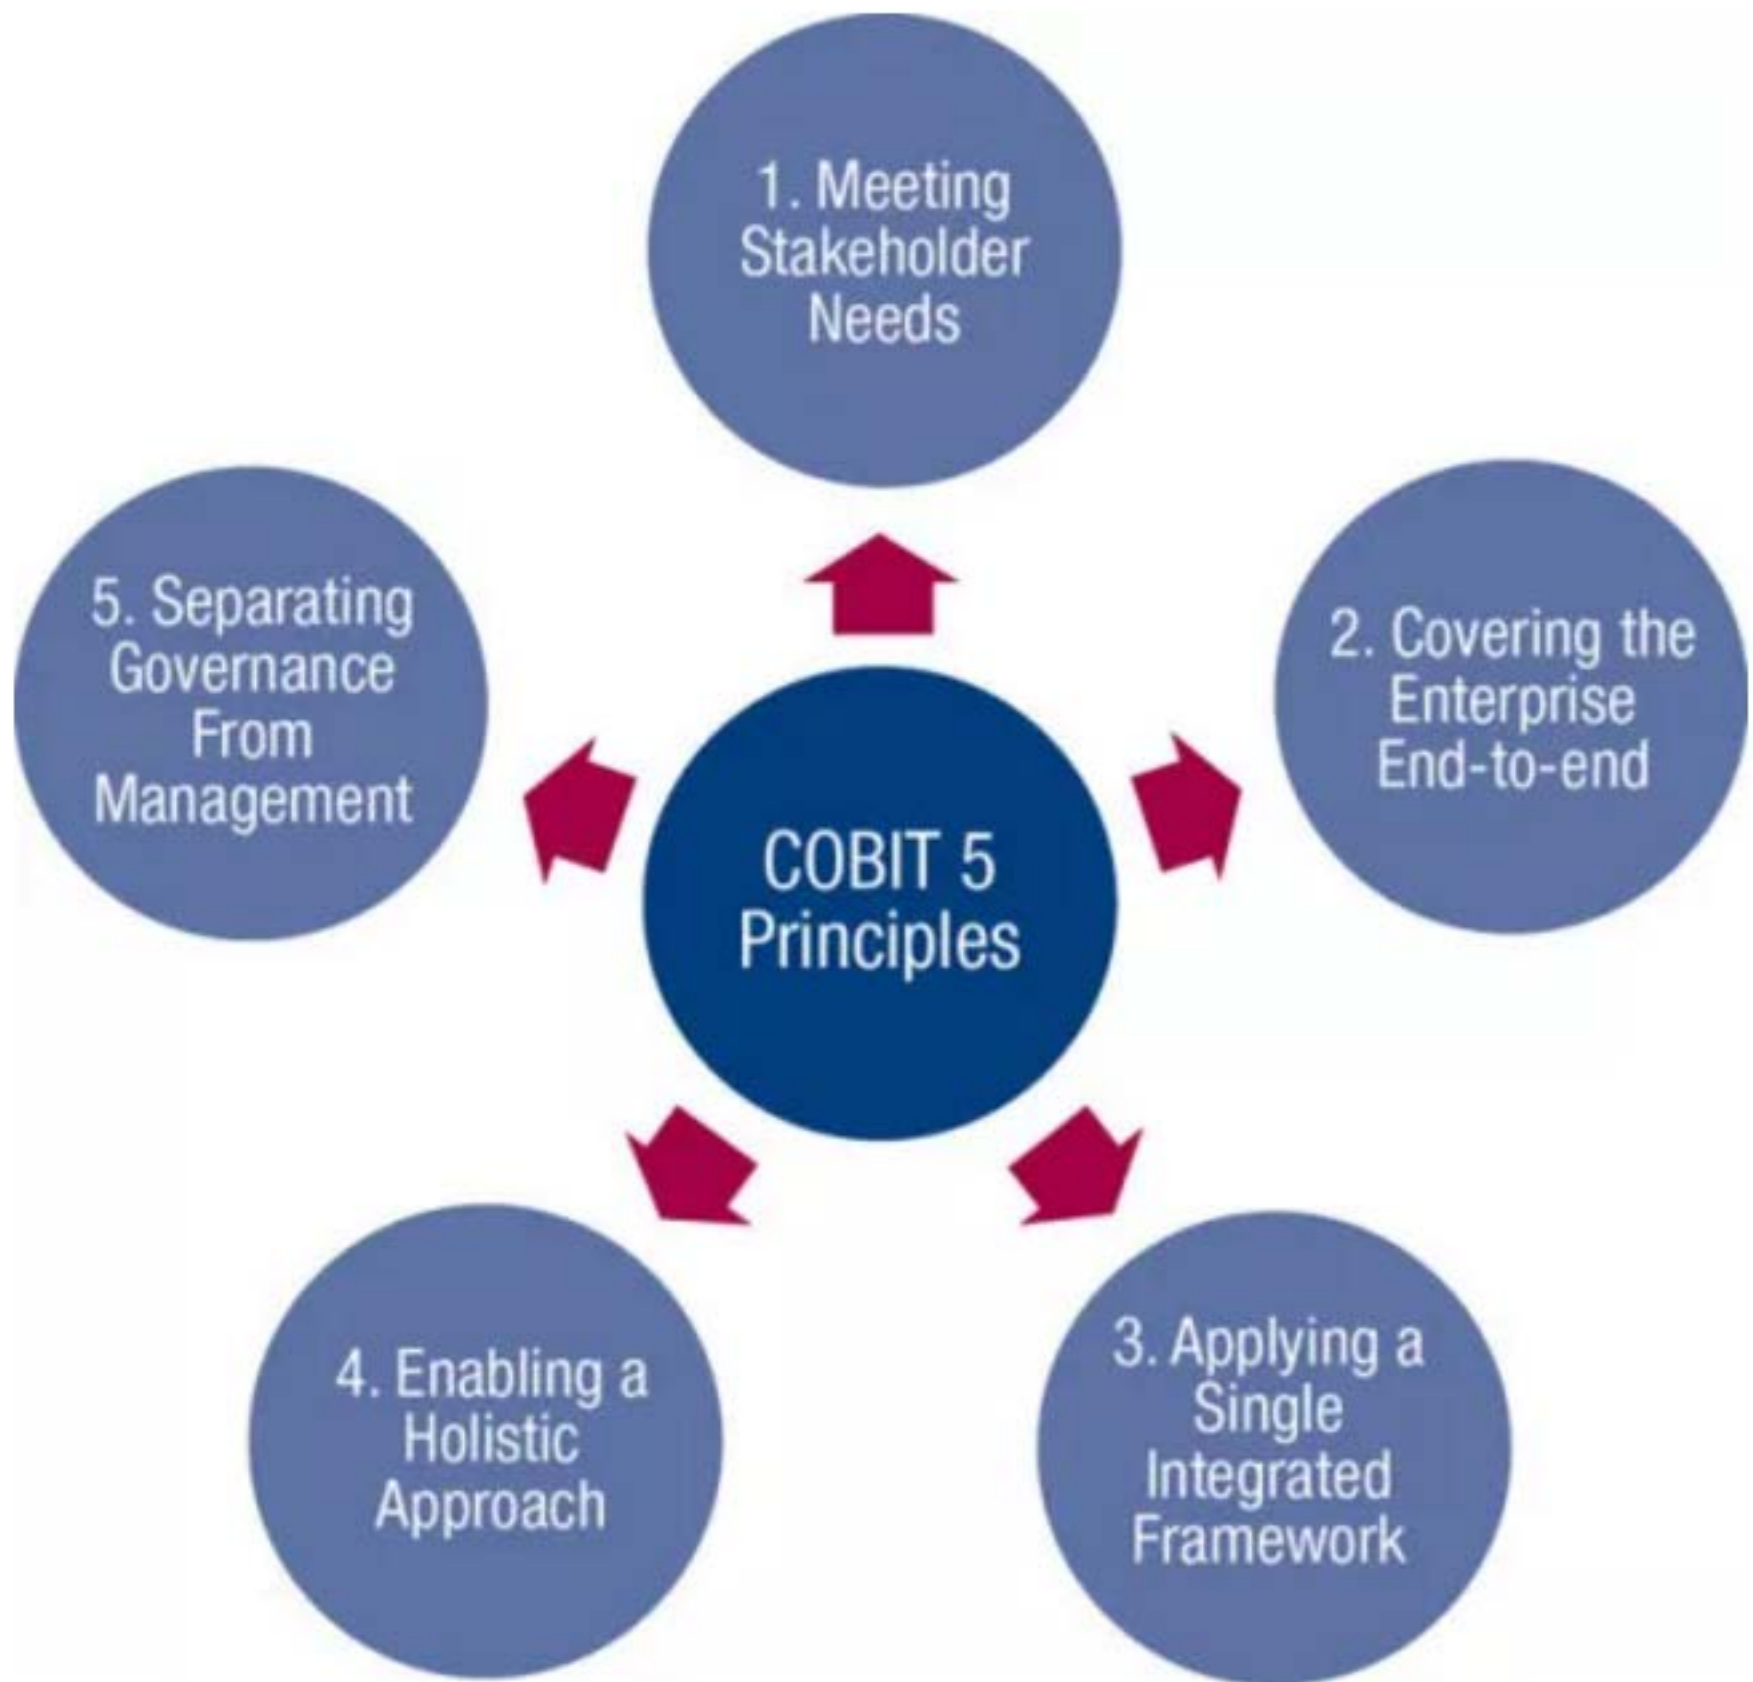 1. Meeting
Stakeholder
Needs
2. Covering the
Enterprise
End-to-end
3. Applying a
Single
Integrated
Framework
4. Enabling a
Holistic
Approach
5. Separating
Governance
From
Management
COBIT 5
Principles